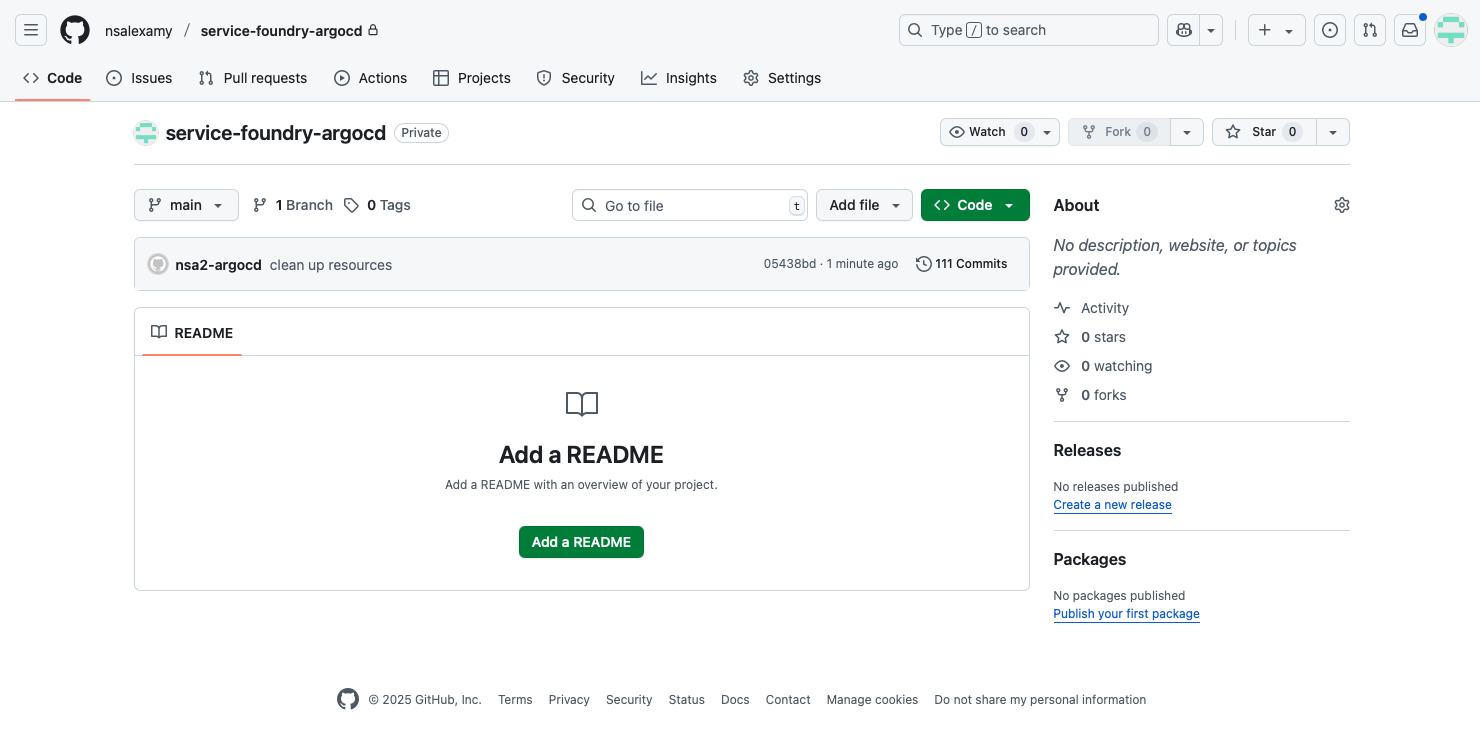 nsalexamy / service-foundry-argocd
Type / to search
Code Issues Pull requests Actions Projects Security Insights Settings
service-foundry-argocd Private
Watch 0 Fork 0 Star 0
main 1 Branch 0 Tags
Go to file t
Add file
Code
nsa2-argocd clean up resources
05438bd · 1 minute ago
111 Commits
README
Add a README
Add a README with an overview of your project.
Add a README
About
No description, website, or topics
provided.
Activity
0 stars
0 watching
0 forks
Releases
No releases published
Create a new release
Packages
No packages published
Publish your first package
© 2025 GitHub, Inc. Terms Privacy Security Status Docs Contact Manage cookies Do not share my personal information